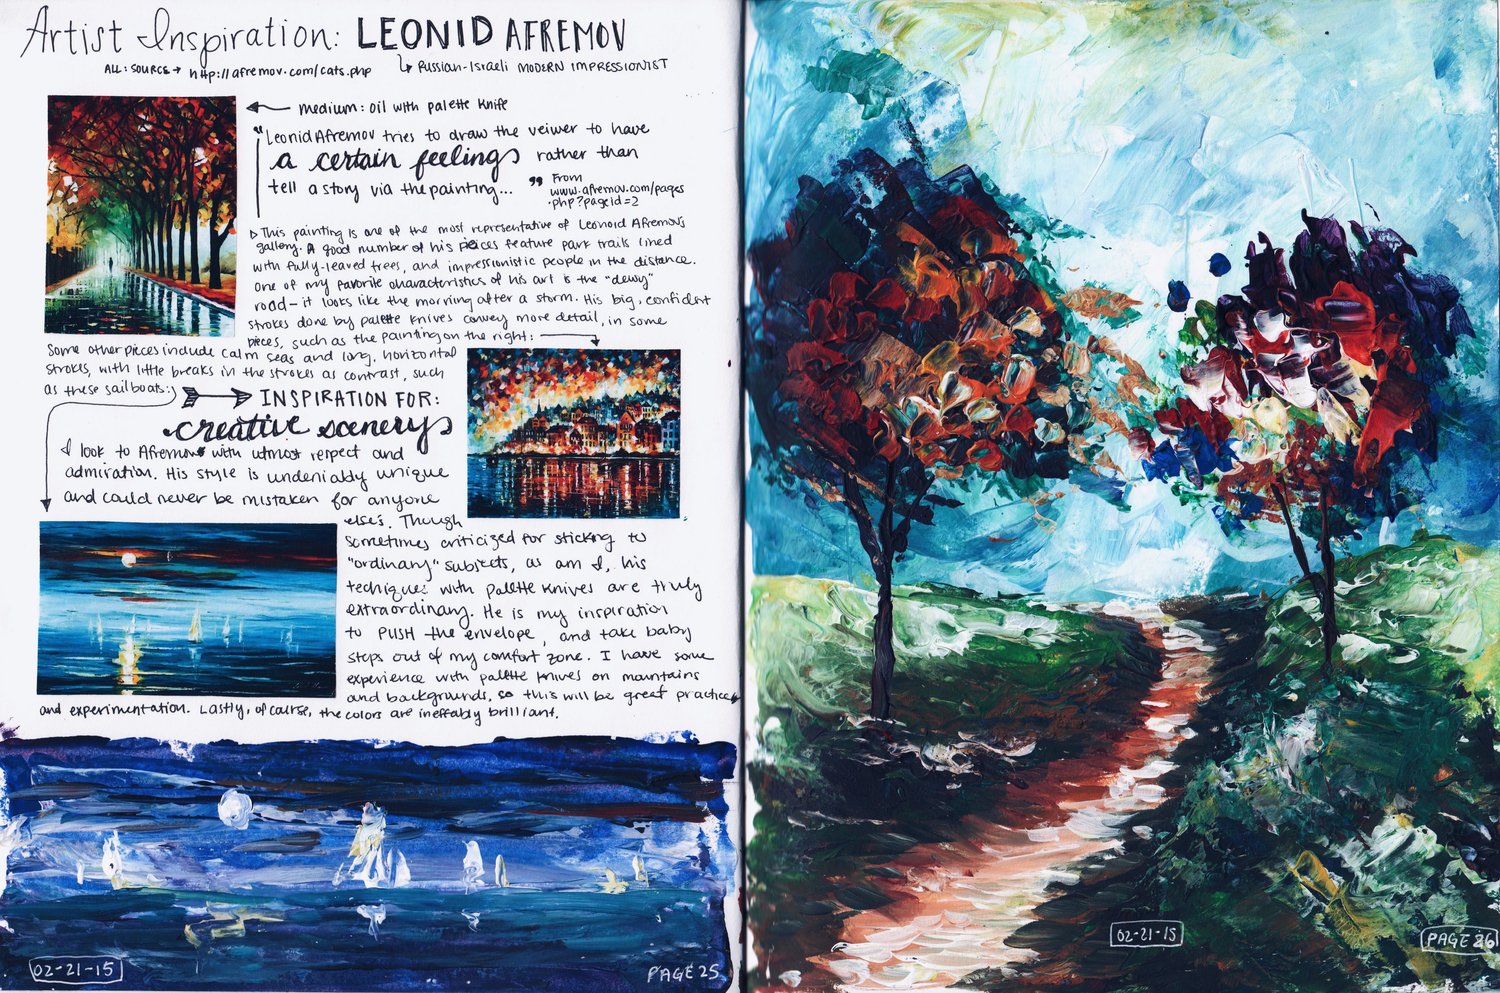 Artist Inspiration: LEONID AFREMOV
ALL: SOURCE → http://afremov.com/cats.php
↳ Russian-Israeli MODERN IMPRESSIONIST
medium: oil with palette knife
"Leonid Afremov tries to draw the veiwer to have
a certain feelings rather than
tell a story via the painting... "
From
www.afremov.com/pages
.php?pageid=2
▷ This painting is one of the most representative of Leonoid Afremov's
gallery. A good number of his pieces feature park trails lined
with fully-leaved trees, and impressionistic people in the distance.
One of my favorite characteristics of his art is the "dewy"
road - it looks like the morning after a storm. His big, confident
strokes done by palette knives convey more detail, in some
pieces, such as the painting on the right:
Some other pieces include calm seas and long, horizontal
strokes, with little breaks in the strokes as contrast, such
as these sailboats:)
INSPIRATION FOR:
creative scenery
I look to Afremov with utmost respect and
admiration. His style is undeniably unique
and could never be mistaken for anyone
else's. Though
sometimes criticized for sticking to
"ordinary" subjects, as am I, his
techiques with palette knives are truly
extraordinary. He is my inspiration
to PUSH the envelope, and take baby
steps out of my comfort zone. I have some
experience with palette knives on mountains
and backgrounds, so this will be great practice
and experimentation. Lastly, of course, the colors are ineffably brilliant.
02-21-15
PAGE 25
02-21-15
PAGE 26